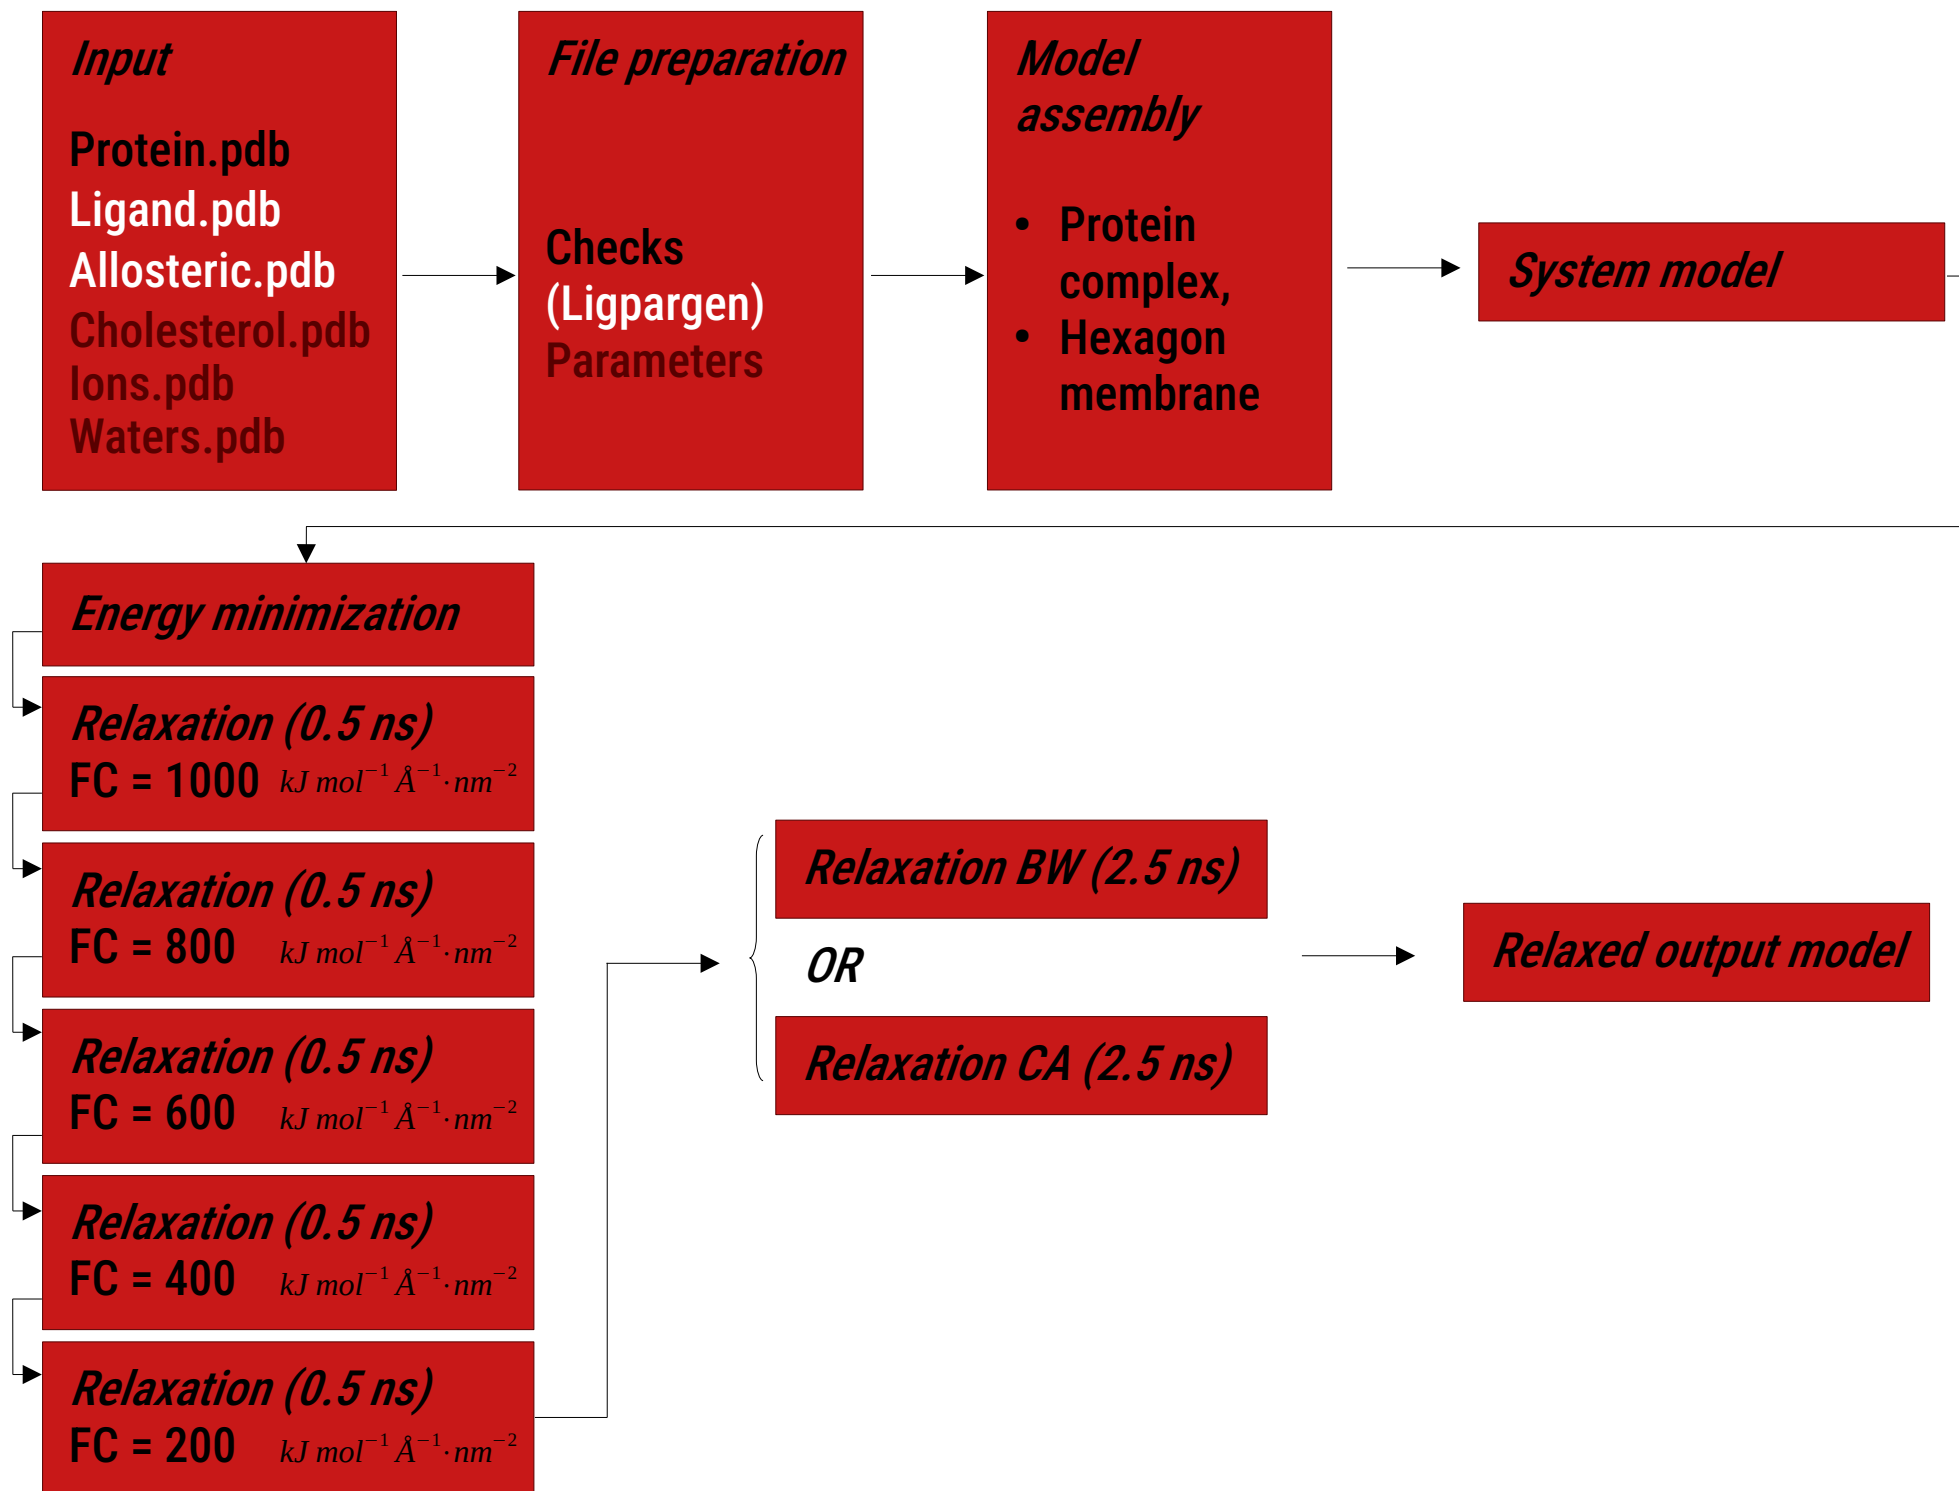 Input
Protein.pdb
Ligand.pdb
Allosteric.pdb
Cholesterol.pdb
Ions.pdb
Waters.pdb
File preparation
Checks
(Ligpargen)
Parameters
Model
assembly
• Protein
complex,
• Hexagon
membrane
System model
Energy minimization
Relaxation (0.5 ns)
FC = 1000 kJ mol⁻¹ Å⁻¹·nm⁻²
Relaxation (0.5 ns)
FC = 800 kJ mol⁻¹ Å⁻¹·nm⁻²
Relaxation (0.5 ns)
FC = 600 kJ mol⁻¹ Å⁻¹·nm⁻²
Relaxation (0.5 ns)
FC = 400 kJ mol⁻¹ Å⁻¹·nm⁻²
Relaxation (0.5 ns)
FC = 200 kJ mol⁻¹ Å⁻¹·nm⁻²
Relaxation BW (2.5 ns)
OR
Relaxation CA (2.5 ns)
Relaxed output model